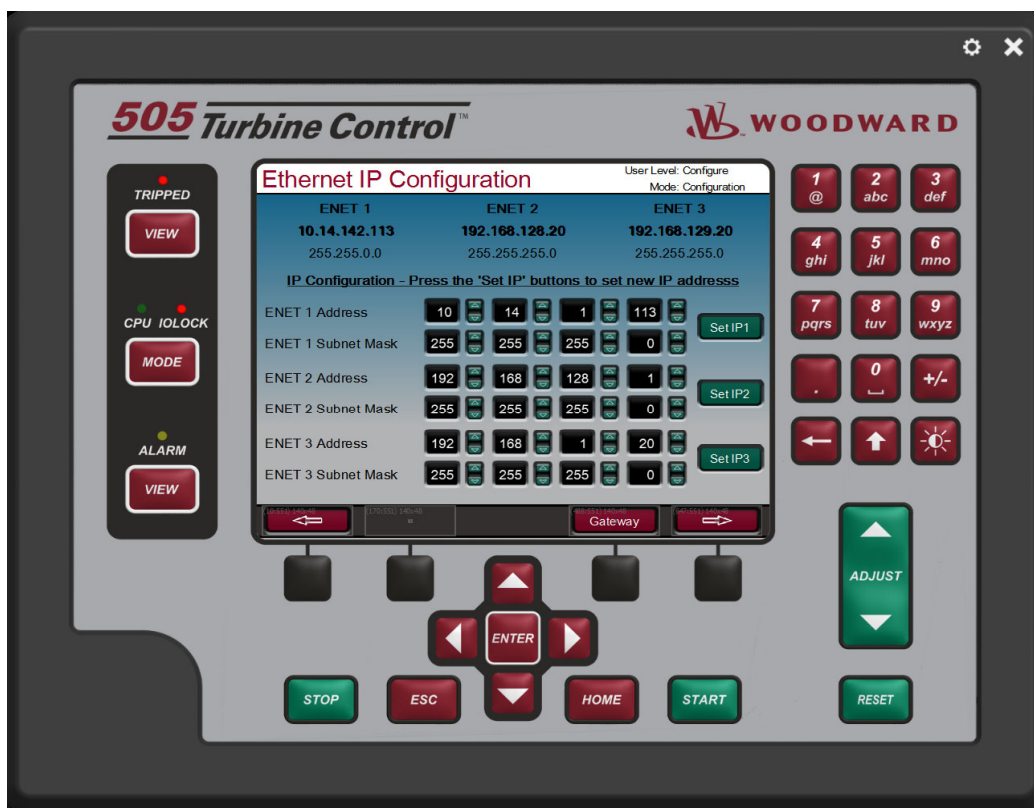 505 Turbine Control™
WOODWARD
TRIPPED
VIEW
CPU IOLOCK
MODE
ALARM
VIEW
Ethernet IP Configuration
User Level: Configure
Mode: Configuration
ENET 1 ENET 2 ENET 3
10.14.142.113 192.168.128.20 192.168.129.20
255.255.0.0 255.255.255.0 255.255.255.0
IP Configuration - Press the 'Set IP' buttons to set new IP addresss
ENET 1 Address 10 14 1 113
Set IP1
ENET 1 Subnet Mask 255 255 255 0
ENET 2 Address 192 168 128 1
Set IP2
ENET 2 Subnet Mask 255 255 255 0
ENET 3 Address 192 168 1 20
Set IP3
ENET 3 Subnet Mask 255 255 255 0
(170:551) 140x48
Gateway
1 @
2 abc
3 def
4 ghi
5 jkl
6 mno
7 pqrs
8 tuv
9 wxyz
.
0
+/-
ADJUST
ENTER
STOP
ESC
HOME
START
RESET